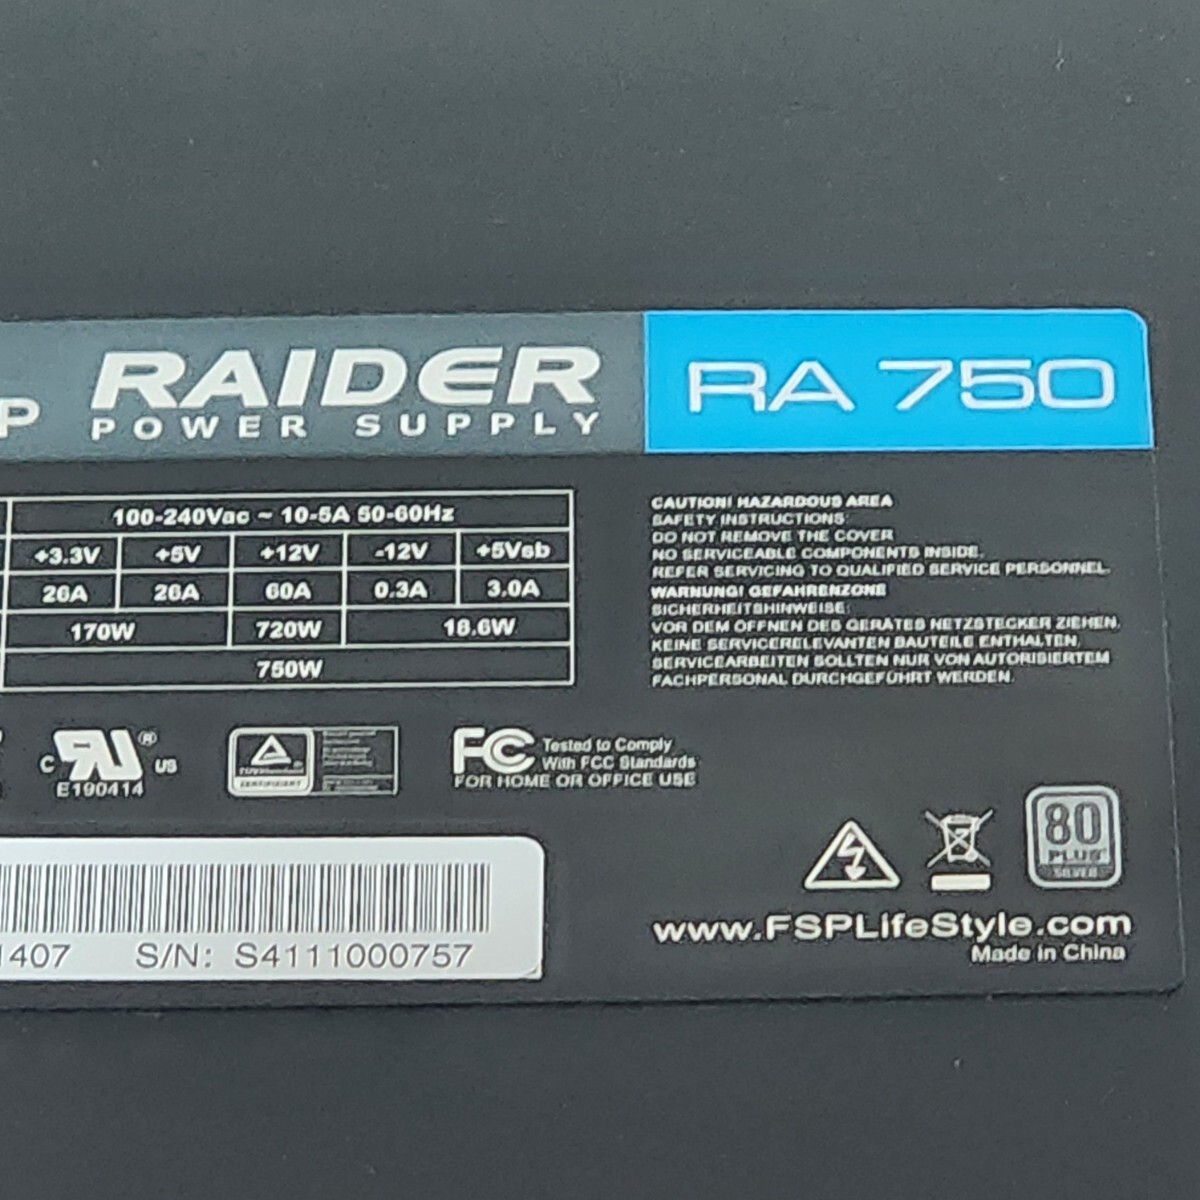 P RAIDER
POWER SUPPLY
RA 750
100-240Vac ~ 10-5A 50-60Hz
+3.3V +5V +12V -12V +5Vsb
26A 26A 60A 0.3A 3.0A
170W 720W 18.6W
750W
CAUTION! HAZARDOUS AREA
SAFETY INSTRUCTIONS:
DO NOT REMOVE THE COVER
NO SERVICEABLE COMPONENTS INSIDE.
REFER SERVICING TO QUALIFIED SERVICE PERSONNEL.
WARNUNG! GEFAHRENZONE
SICHERHEITSHINWEISE:
VOR DEM ÖFFNEN DES GERÄTES NETZSTECKER ZIEHEN.
KEINE SERVICERELEVANTEN BAUTEILE ENTHALTEN.
SERVICEARBEITEN SOLLTEN NUR VON AUTORISIERTEM
FACHPERSONAL DURCHGEFÜHRT WERDEN.
C RU ® US
E190414
FC Tested to Comply
With FCC Standards
FOR HOME OR OFFICE USE
80
PLUS
SILVER
1407 S/N: S4111000757
www.FSPLifeStyle.com
Made in China